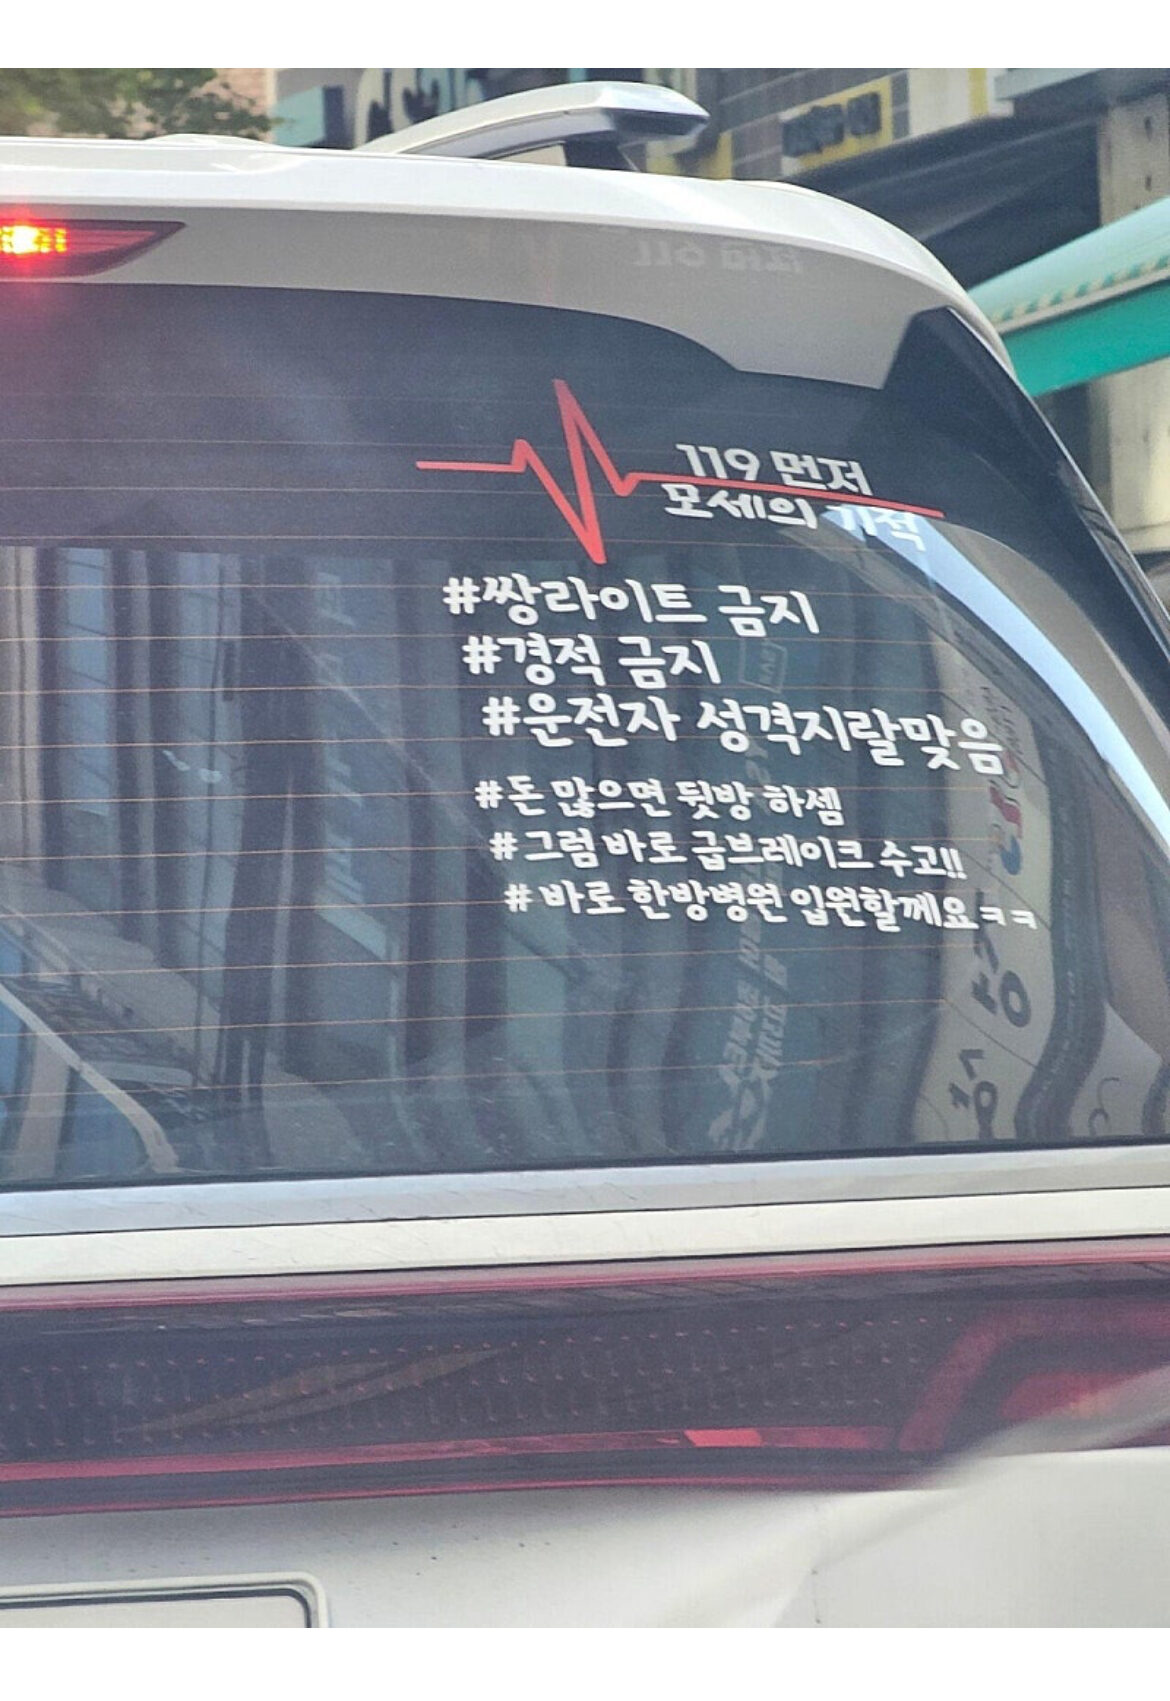 119 먼저
모세의 기적
#쌍라이트 금지
#경적 금지
#운전자 성격지랄맞음
#돈 많으면 뒷방 하셈
#그럼 바로 급브레이크 수고!!
#바로 한방병원 입원할께요ㅋㅋ